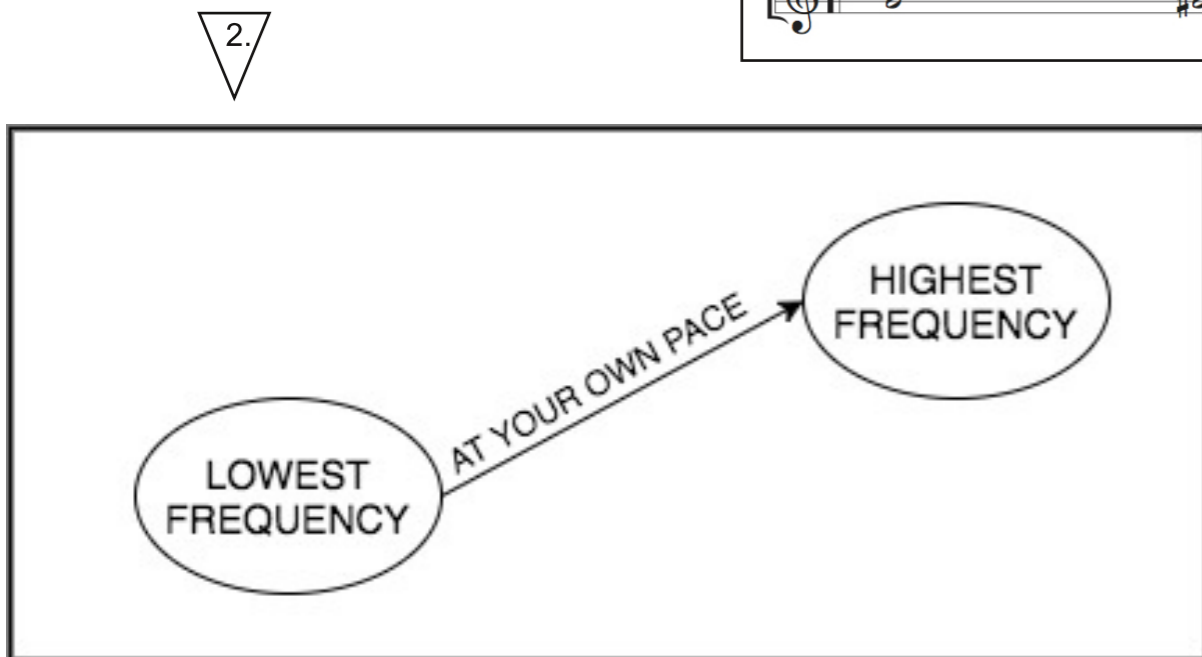 2.
HIGHEST
FREQUENCY
AT YOUR OWN PACE
LOWEST
FREQUENCY